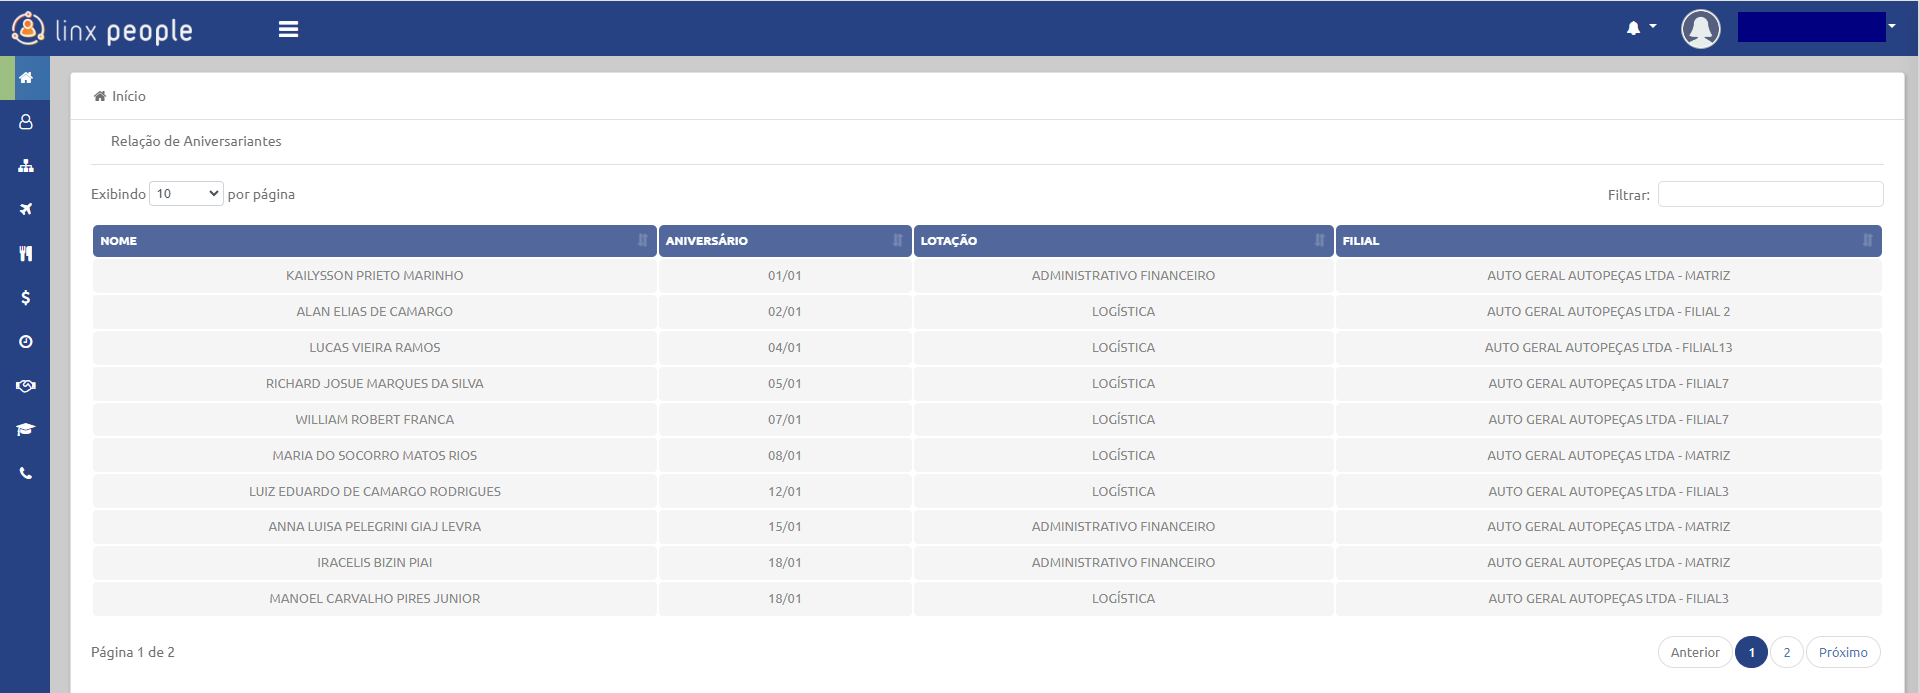 linx people
Início
Relação de Aniversariantes
Exibindo 10 por página
Filtrar:
NOME ANIVERSÁRIO LOTAÇÃO FILIAL
KAILYSSON PRIETO MARINHO 01/01 ADMINISTRATIVO FINANCEIRO AUTO GERAL AUTOPEÇAS LTDA - MATRIZ
ALAN ELIAS DE CAMARGO 02/01 LOGÍSTICA AUTO GERAL AUTOPEÇAS LTDA - FILIAL 2
LUCAS VIEIRA RAMOS 04/01 LOGÍSTICA AUTO GERAL AUTOPEÇAS LTDA - FILIAL13
RICHARD JOSUE MARQUES DA SILVA 05/01 LOGÍSTICA AUTO GERAL AUTOPEÇAS LTDA - FILIAL7
WILLIAM ROBERT FRANCA 07/01 LOGÍSTICA AUTO GERAL AUTOPEÇAS LTDA - FILIAL7
MARIA DO SOCORRO MATOS RIOS 08/01 LOGÍSTICA AUTO GERAL AUTOPEÇAS LTDA - MATRIZ
LUIZ EDUARDO DE CAMARGO RODRIGUES 12/01 LOGÍSTICA AUTO GERAL AUTOPEÇAS LTDA - FILIAL3
ANNA LUISA PELEGRINI GIAJ LEVRA 15/01 ADMINISTRATIVO FINANCEIRO AUTO GERAL AUTOPEÇAS LTDA - MATRIZ
IRACELIS BIZIN PIAI 18/01 ADMINISTRATIVO FINANCEIRO AUTO GERAL AUTOPEÇAS LTDA - MATRIZ
MANOEL CARVALHO PIRES JUNIOR 18/01 LOGÍSTICA AUTO GERAL AUTOPEÇAS LTDA - FILIAL3
Página 1 de 2
Anterior 1 2 Próximo